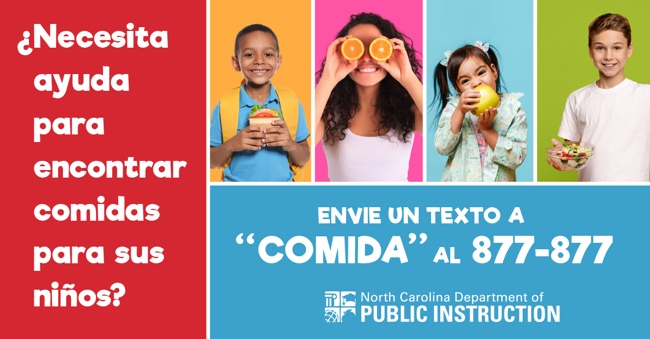 ¿Necesita
ayuda
para
encontrar
comidas
para sus
niños?
ENVIE UN TEXTO A
“COMIDA” AL 877-877
North Carolina Department of
PUBLIC INSTRUCTION